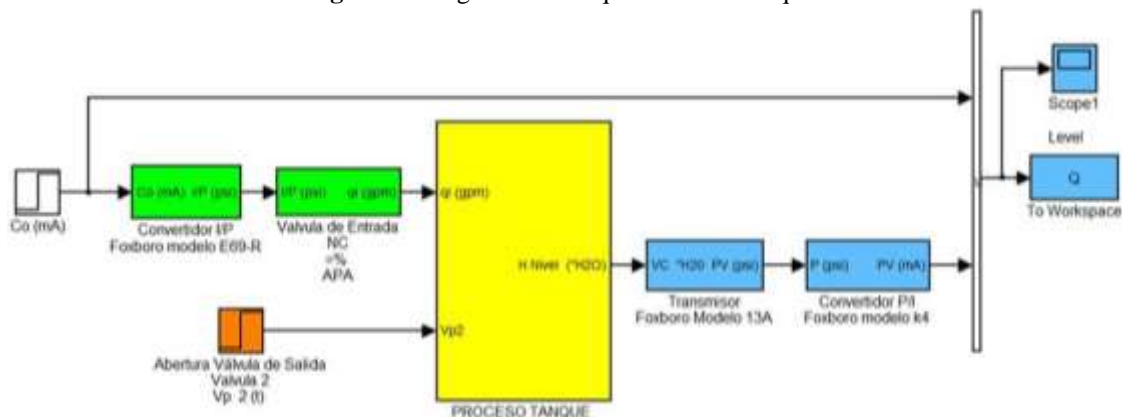 Co (mA)
Co (mA) I/P (psi)
Convertidor I/P
Foxboro modelo E69-R
I/P (psi) qi (gpm)
Valvula de Entrada
NC
=%
APA
qi (gpm)
H Nivel ("H2O)
Vp2
PROCESO TANQUE
Abertura Válvula de Salida
Valvula 2
Vp 2 (t)
VC "H20 PV (psi)
Transmisor
Foxboro Modelo 13A
P (psi) PV (mA)
Convertidor P/I
Foxboro modelo k4
Scope1
Level
Q
To Workspace